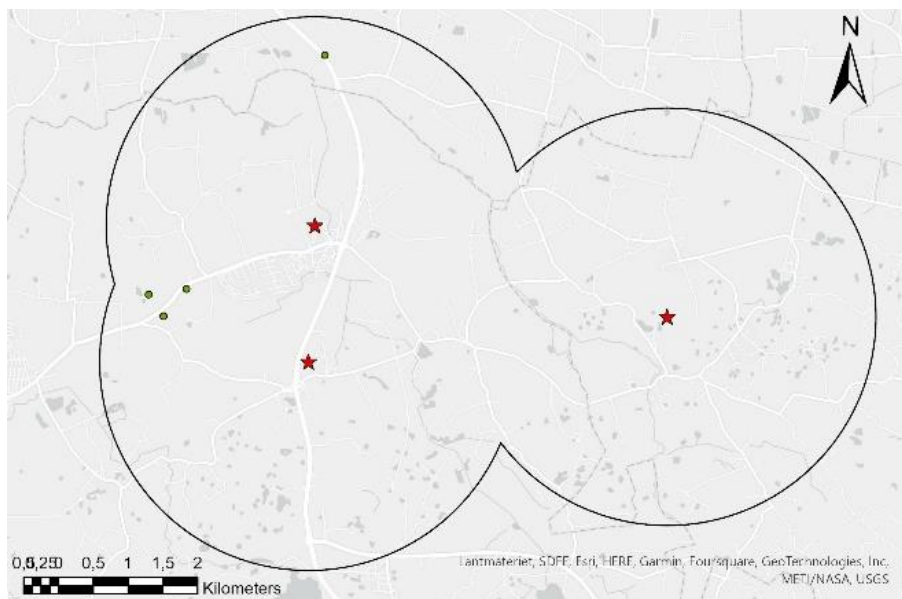 N
Lantmateriet, SDFE, Esri, HERE, Garmin, Foursquare, GeoTechnologies, Inc,
METI/NASA, USGS
0,5 1 1,5 2
Kilometers